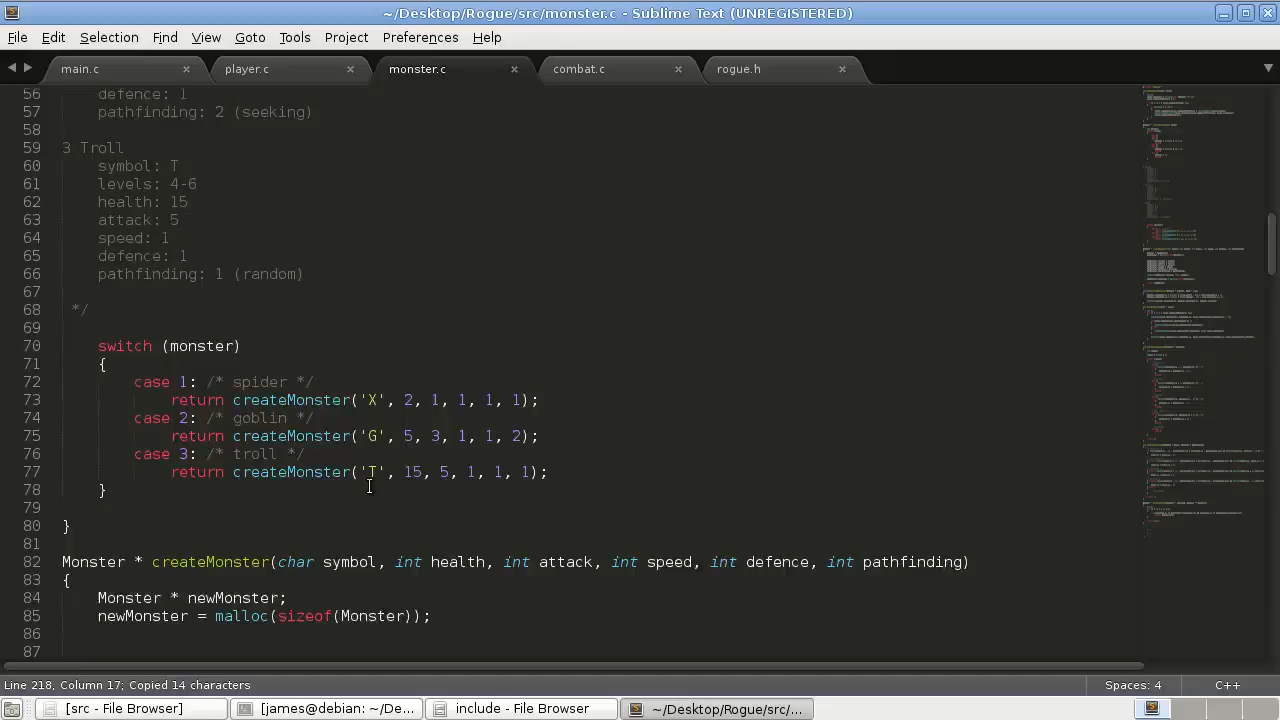 ~/Desktop/Rogue/src/monster.c - Sublime Text (UNREGISTERED)
File Edit Selection Find View Goto Tools Project Preferences Help
main.c × player.c × monster.c × combat.c × rogue.h ×
56 defence: 1
57 pathfinding: 2 (seeking)
58
59 3 Troll
60 symbol: T
61 levels: 4-6
62 health: 15
63 attack: 5
64 speed: 1
65 defence: 1
66 pathfinding: 1 (random)
67
68 */
69
70 switch (monster)
71 {
72 case 1: /* spider */
73 return createMonster('X', 2, 1, 1, 1, 1);
74 case 2: /* goblin */
75 return createMonster('G', 5, 3, 1, 1, 2);
76 case 3: /* troll */
77 return createMonster('T', 15, 5, 1, 1, 1);
78 }
79
80 }
81
82 Monster * createMonster(char symbol, int health, int attack, int speed, int defence, int pathfinding)
83 {
84 Monster * newMonster;
85 newMonster = malloc(sizeof(Monster));
86
87
Line 218, Column 17; Copied 14 characters
Spaces: 4
C++
[src - File Browser]
[james@debian: ~/De...
include - File Browser
~/Desktop/Rogue/src/...